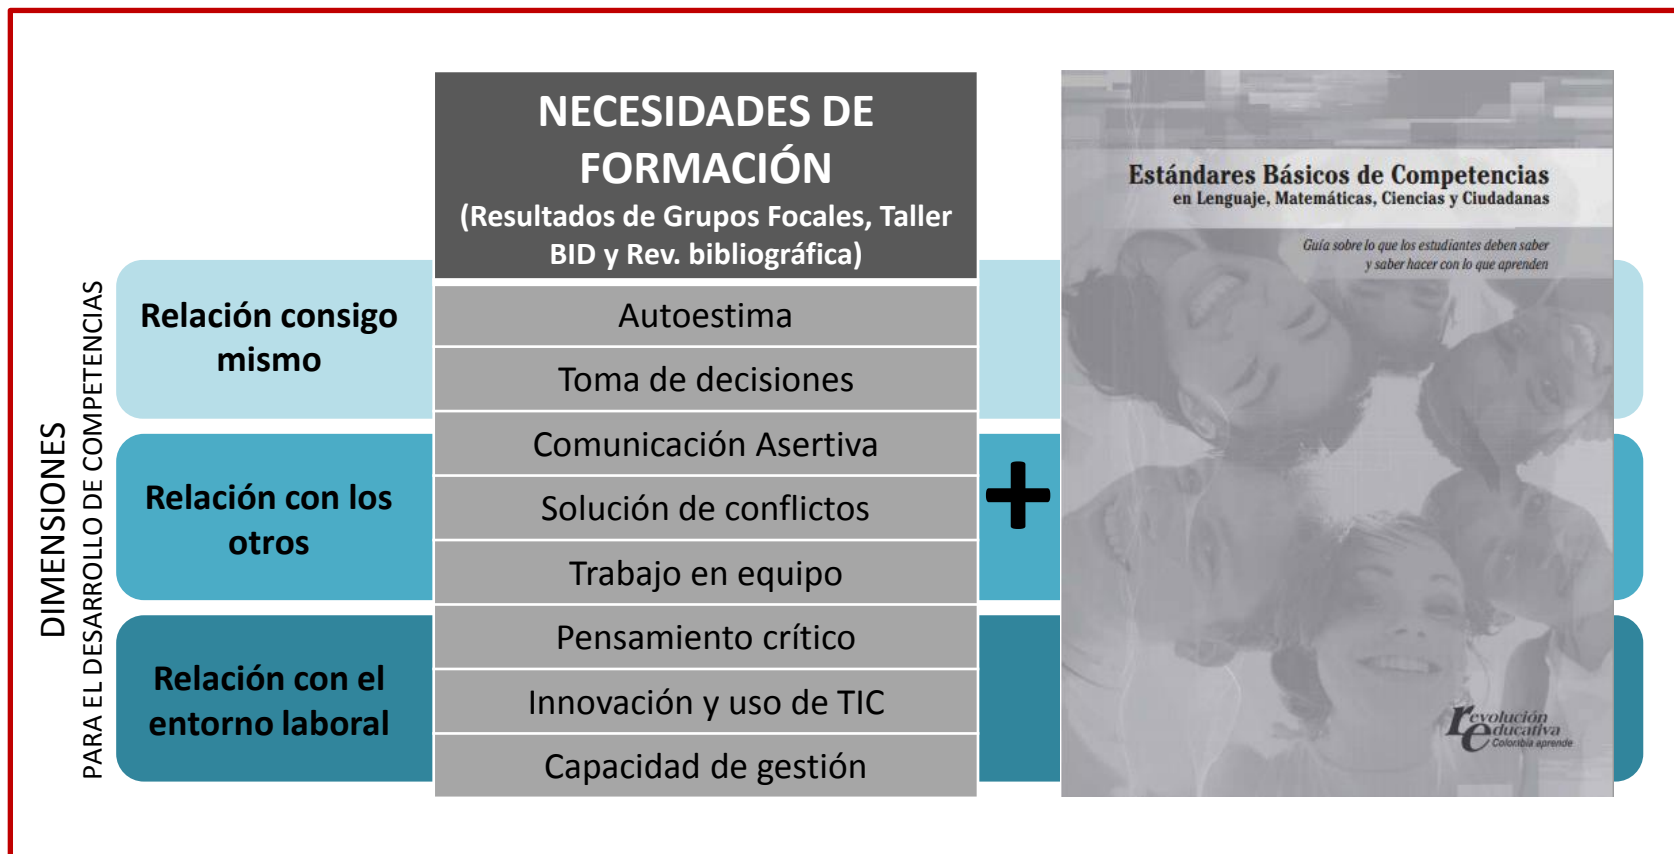 DIMENSIONES
PARA EL DESARROLLO DE COMPETENCIAS
NECESIDADES DE
FORMACIÓN
(Resultados de Grupos Focales, Taller
BID y Rev. bibliográfica)
Relación consigo
mismo
Autoestima
Toma de decisiones
Relación con los
otros
Comunicación Asertiva
Solución de conflictos
Trabajo en equipo
Relación con el
entorno laboral
Pensamiento crítico
Innovación y uso de TIC
Capacidad de gestión
+
Estándares Básicos de Competencias
en Lenguaje, Matemáticas, Ciencias y Ciudadanas
Guía sobre lo que los estudiantes deben saber
y saber hacer con lo que aprenden
revolución
educativa
Colombia aprende